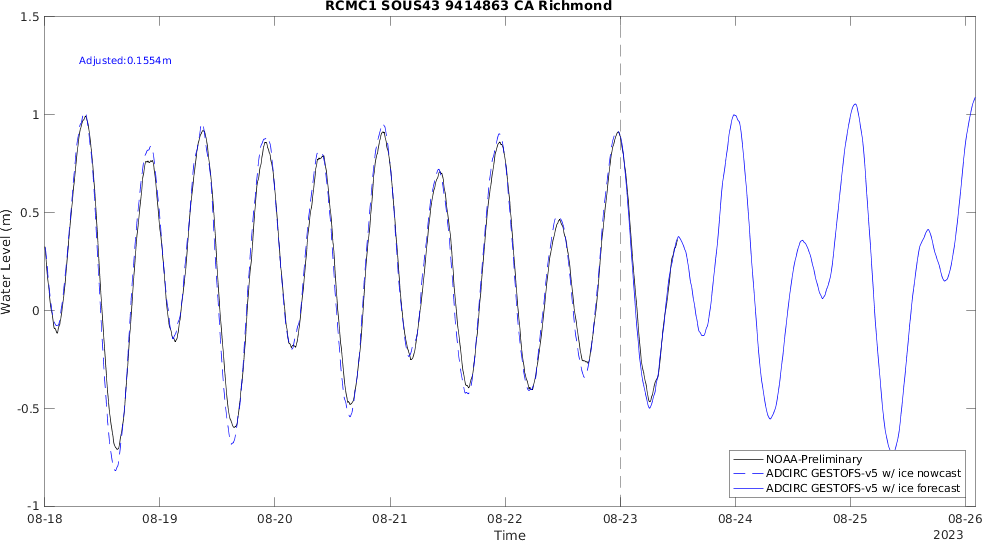 RCMC1 SOUS43 9414863 CA Richmond
1.5
Adjusted:0.1554m
1
0.5
Water Level (m)
0
-0.5
NOAA-Preliminary
ADCIRC GESTOFS-v5 w/ ice nowcast
ADCIRC GESTOFS-v5 w/ ice forecast
-1
08-18 08-19 08-20 08-21 08-22 08-23 08-24 08-25 08-26
Time 2023